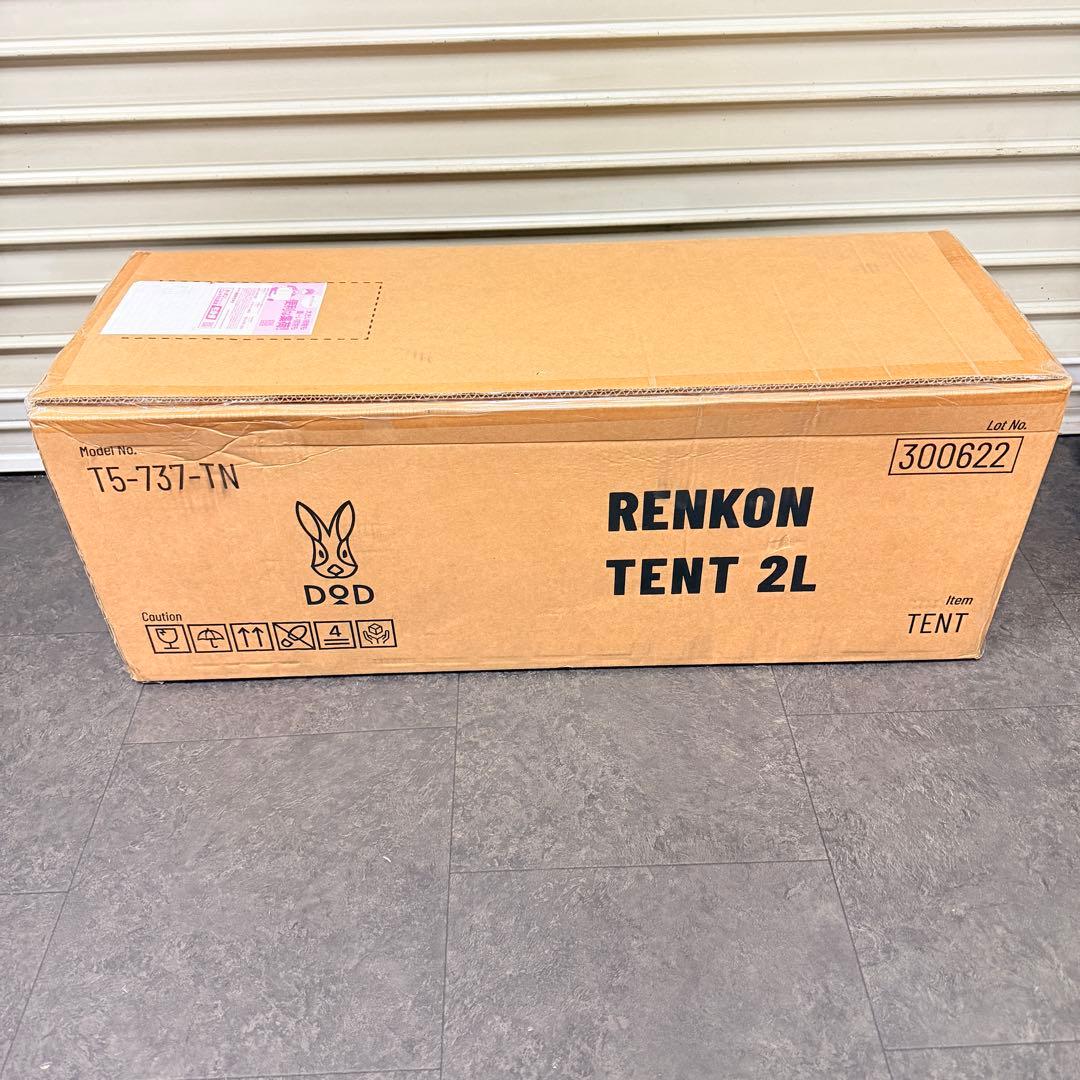 Model No.
T5-737-TN
Lot No.
300622
DOD
RENKON
TENT 2L
Caution
4
Item
TENT